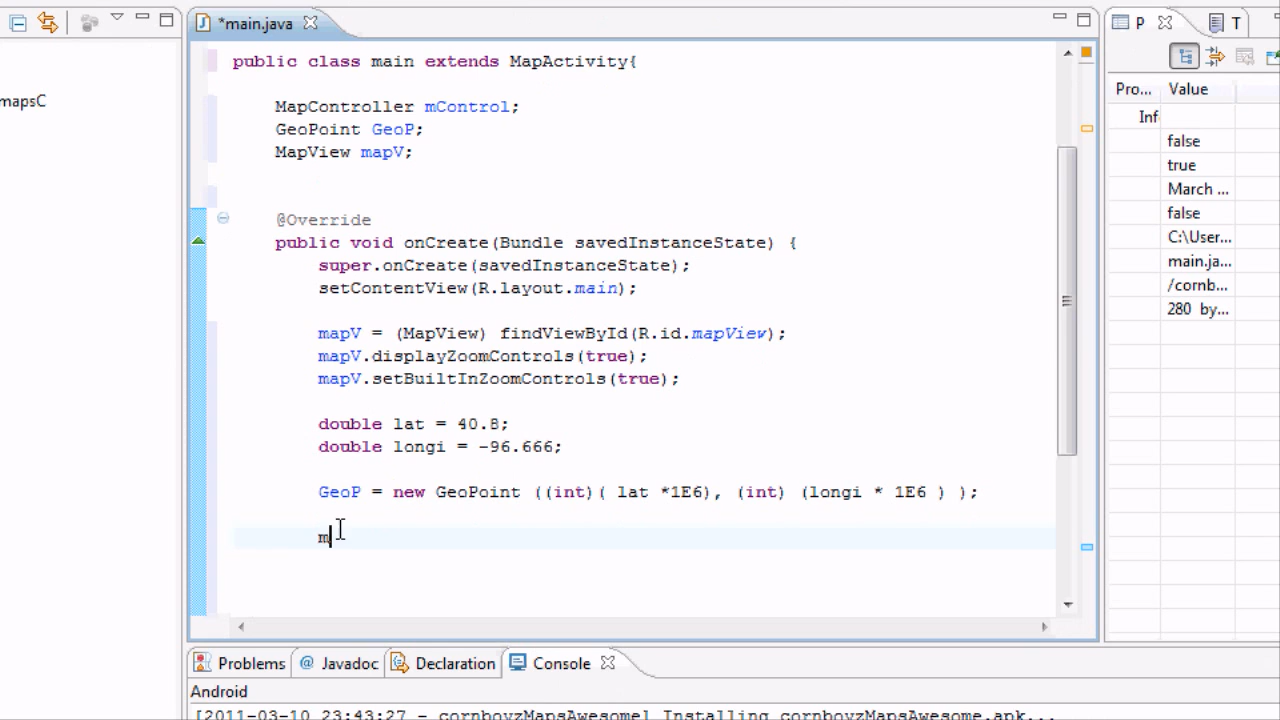 *main.java
P
T
mapsC
public class main extends MapActivity{
MapController mControl;
GeoPoint GeoP;
MapView mapV;
@Override
public void onCreate(Bundle savedInstanceState) {
super.onCreate(savedInstanceState);
setContentView(R.layout.main);
mapV = (MapView) findViewById(R.id.mapView);
mapV.displayZoomControls(true);
mapV.setBuiltInZoomControls(true);
double lat = 40.8;
double longi = -96.666;
GeoP = new GeoPoint ((int)( lat *1E6), (int) (longi * 1E6 ) );
m
Pro... Value
Inf
false
true
March ...
false
C:\User...
main.ja...
/cornb...
280 by...
Problems @ Javadoc Declaration Console
Android
[2011-03-10 23:43:27 - cornboyzMapsAwesome] Installing cornboyzMapsAwesome.apk...